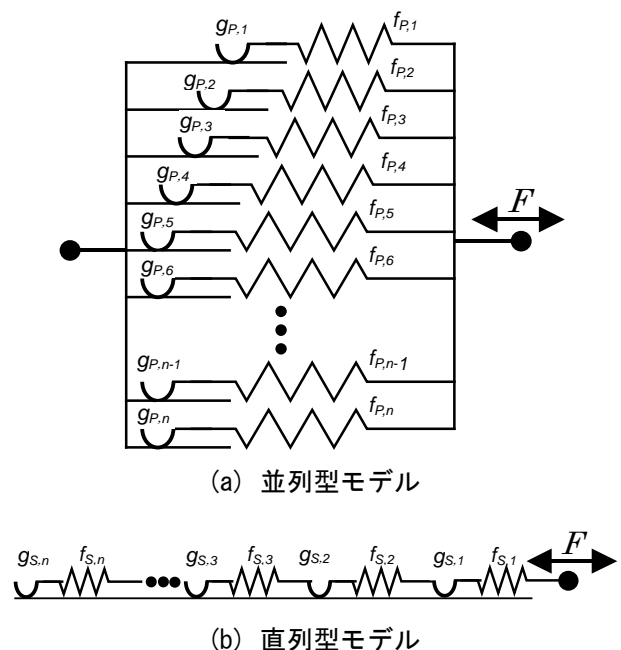 g_{P,1} f_{P,1}
g_{P,2} f_{P,2}
g_{P,3} f_{P,3}
g_{P,4} f_{P,4}
g_{P,5} f_{P,5}
g_{P,6} f_{P,6}
F
g_{P,n-1} f_{P,n-1}
g_{P,n} f_{P,n}
(a) 並列型モデル
g_{S,n} f_{S,n} g_{S,3} f_{S,3} g_{S,2} f_{S,2} g_{S,1} f_{S,1} F
(b) 直列型モデル